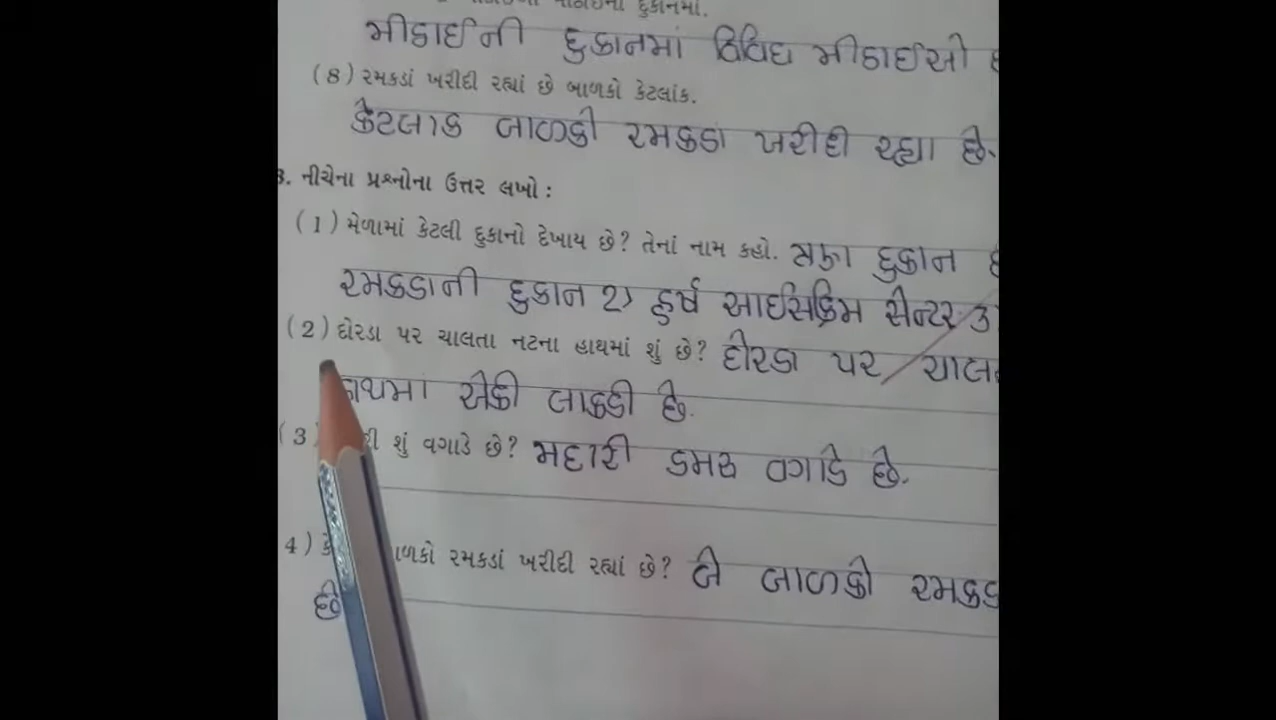 દુકાનમાં.
મીઠાઈની દુકાનમાં વિવિધ મીઠાઈઓ
(8) રમકડાં ખરીદી રહ્યાં છે બાળકો કેટલાંક.
કેટલાક બાળકો રમકડા ખરીદી રહ્યા છે.
3. નીચેના પ્રશ્નોના ઉત્તર લખો :
(1) મેળામાં કેટલી દુકાનો દેખાય છે? તેનાં નામ કહો. દુકાન
રમકડાની દુકાન 2) હર્ષ આઈસ્ક્રિમ સેન્ટર 3
(2) દોરડા પર ચાલતા નટના હાથમાં શું છે? દોરડા પર ચાલ
હાથમા એકી લાકડી છે.
(3 શું વગાડે છે? મદારી ડમરુ વગાડે છે.
4) કે ાળકો રમકડાં ખરીદી રહ્યાં છે? બે બાળકો રમકડ
છે